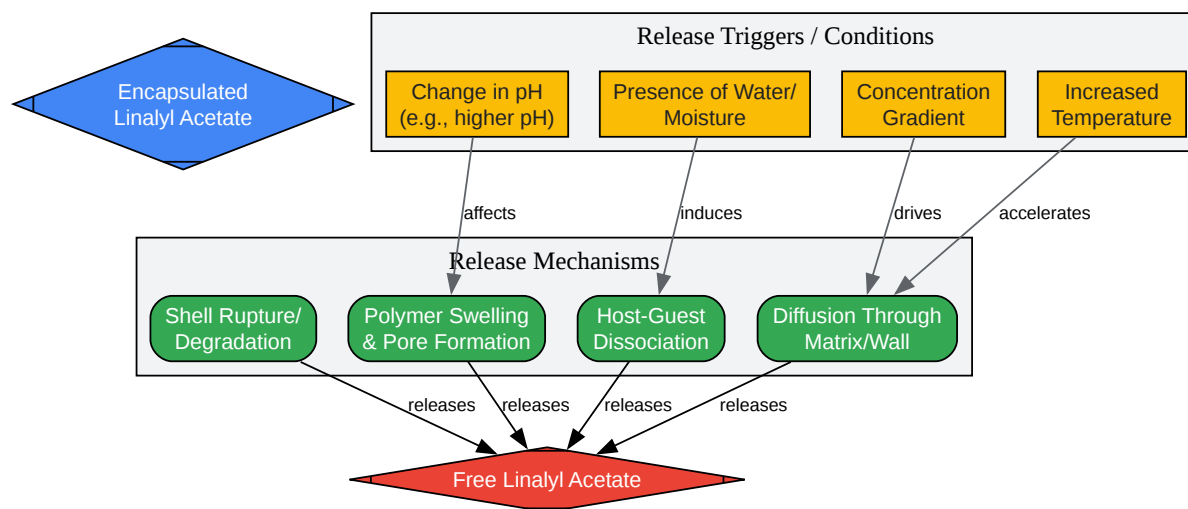 Release Triggers / Conditions
Encapsulated
Linalyl Acetate
Change in pH
(e.g., higher pH)
Presence of Water/
Moisture
Concentration
Gradient
Increased
Temperature
affects
induces
drives
accelerates
Release Mechanisms
Shell Rupture/
Degradation
Polymer Swelling
& Pore Formation
Host-Guest
Dissociation
Diffusion Through
Matrix/Wall
releases
releases
releases
releases
Free Linalyl Acetate